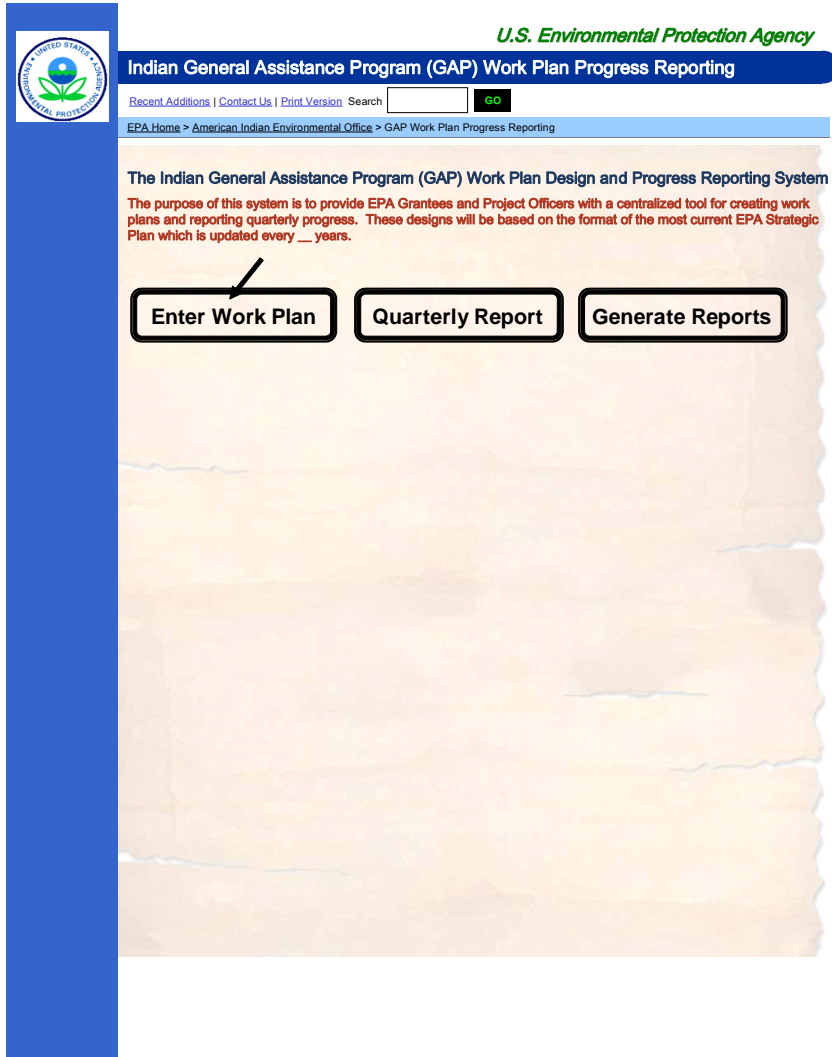 U.S. Environmental Protection Agency
UNITED STATES
ENVIRONMENTAL PROTECTION AGENCY
Indian General Assistance Program (GAP) Work Plan Progress Reporting
Recent Additions | Contact Us | Print Version Search GO
EPA Home > American Indian Environmental Office > GAP Work Plan Progress Reporting
The Indian General Assistance Program (GAP) Work Plan Design and Progress Reporting System
The purpose of this system is to provide EPA Grantees and Project Officers with a centralized tool for creating work
plans and reporting quarterly progress. These designs will be based on the format of the most current EPA Strategic
Plan which is updated every __ years.
Enter Work Plan Quarterly Report Generate Reports